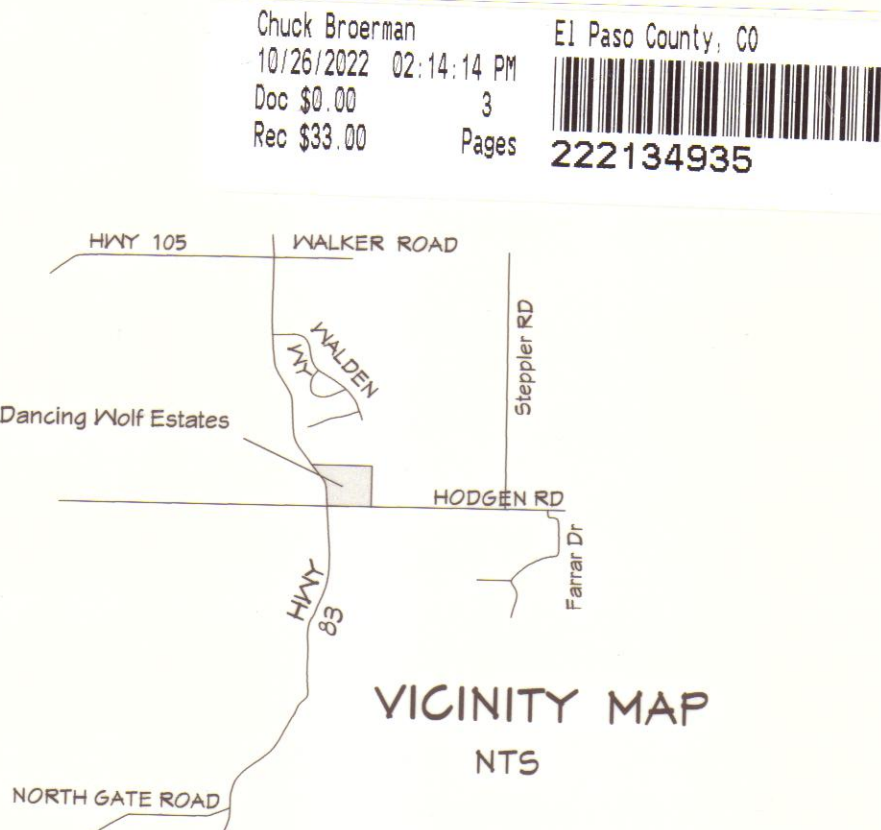 Chuck Broerman
10/26/2022 02:14:14 PM
Doc $0.00 3
Rec $33.00 Pages
El Paso County, CO
222134935
HWY 105
WALKER ROAD
Steppler RD
WALDEN
WY
Dancing Wolf Estates
HODGEN RD
Farrar Dr
HWY
83
VICINITY MAP
NTS
NORTH GATE ROAD